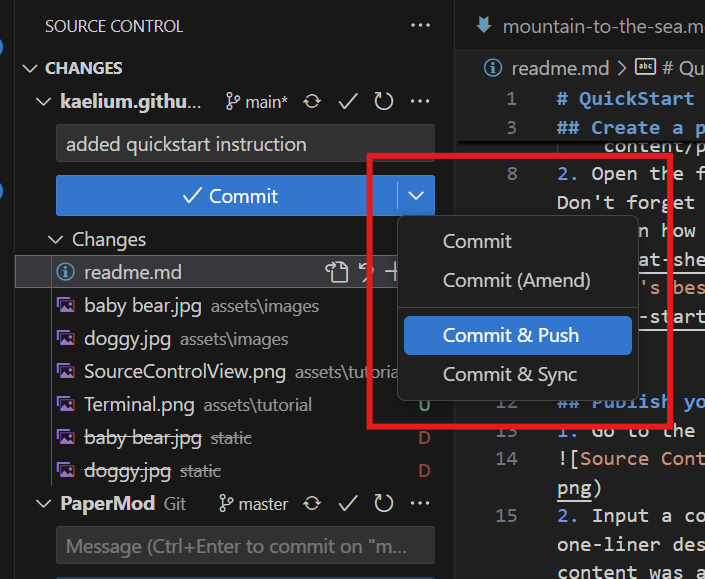 SOURCE CONTROL
CHANGES
kaelium.githu... main*
added quickstart instruction
Commit
Changes
readme.md
baby bear.jpg assets\images
doggy.jpg assets\images
SourceControlView.png assets\tutoria
Terminal.png assets\tutorial U
baby bear.jpg static D
doggy.jpg static D
PaperMod Git master
Message (Ctrl+Enter to commit on "m...
Commit
Commit (Amend)
Commit & Push
Commit & Sync
mountain-to-the-sea.m
readme.md > abc # Qu
1 # QuickStart
3 ## Create a p
content/p
8 2. Open the f
Don't forget
n how
at-she
's bes
-start
12 ## Publish yo
13 1. Go to the
14 ![Source Cont
png)
15 2. Input a co
one-liner des
content was a